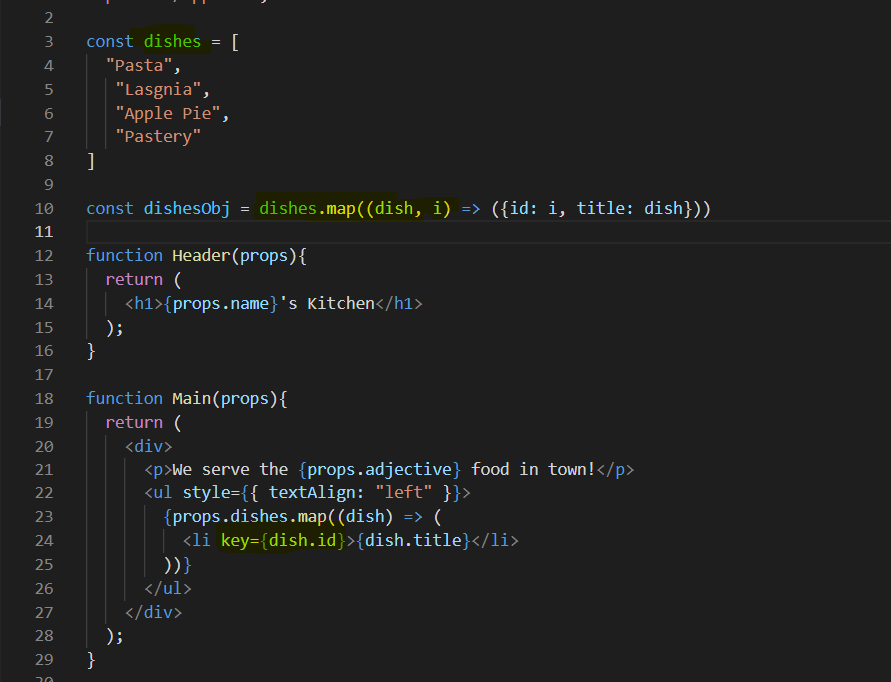 2
3 const dishes = [
4 "Pasta",
5 "Lasgnia",
6 "Apple Pie",
7 "Pastery"
8 ]
9
10 const dishesObj = dishes.map((dish, i) => ({id: i, title: dish}))
11
12 function Header(props){
13 return (
14 <h1>{props.name}'s Kitchen</h1>
15 );
16 }
17
18 function Main(props){
19 return (
20 <div>
21 <p>We serve the {props.adjective} food in town!</p>
22 <ul style={{ textAlign: "left" }}>
23 {props.dishes.map((dish) => (
24 <li key={dish.id}>{dish.title}</li>
25 ))}
26 </ul>
27 </div>
28 );
29 }